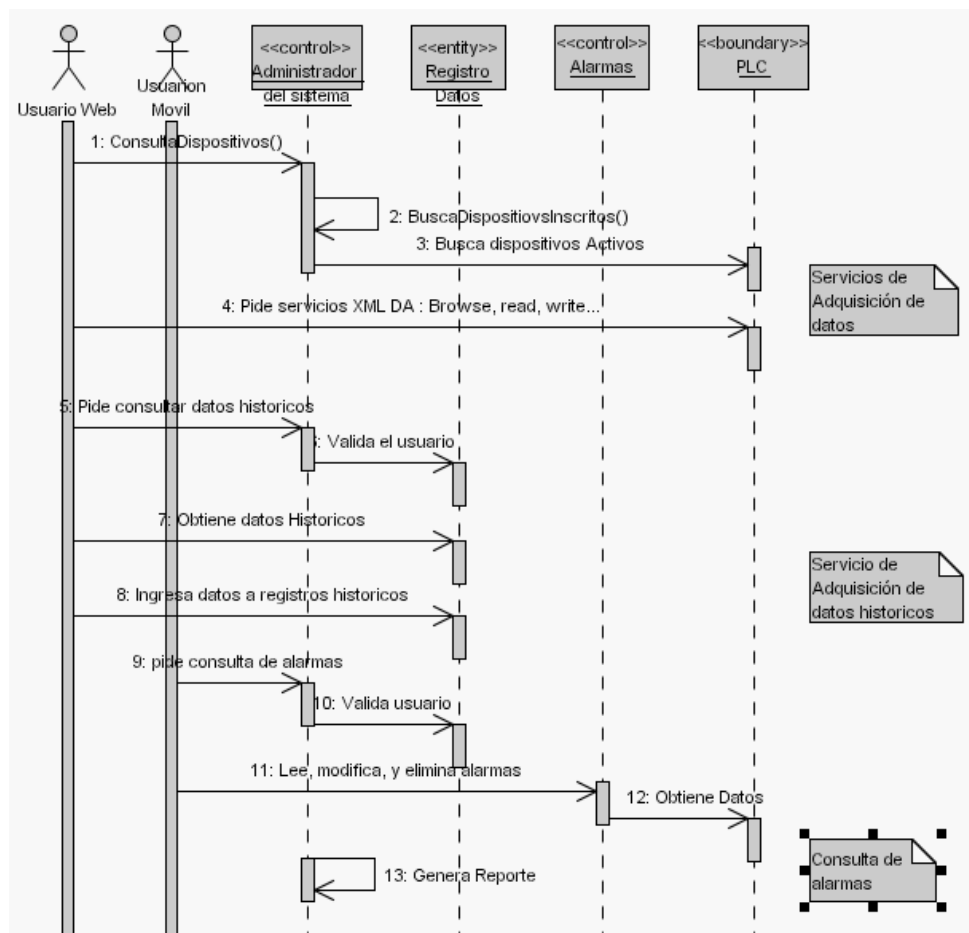 Usuario Web
Usuarion
Movil
<<control>>
Administrador
del sistema
<<entity>>
Registro
Datos
<<control>>
Alarmas
<<boundary>>
PLC
1: ConsultaDispositivos()
2: BuscaDispositiovsInscritos()
3: Busca dispositivos Activos
Servicios de
Adquisición de
datos
4: Pide servicios XML DA : Browse, read, write...
5: Pide consultar datos historicos
6: Valida el usuario
7: Obtiene datos Historicos
Servicio de
Adquisición de
datos historicos
8: Ingresa datos a registros historicos
9: pide consulta de alarmas
10: Valida usuario
11: Lee, modifica, y elimina alarmas
12: Obtiene Datos
Consulta de
alarmas
13: Genera Reporte